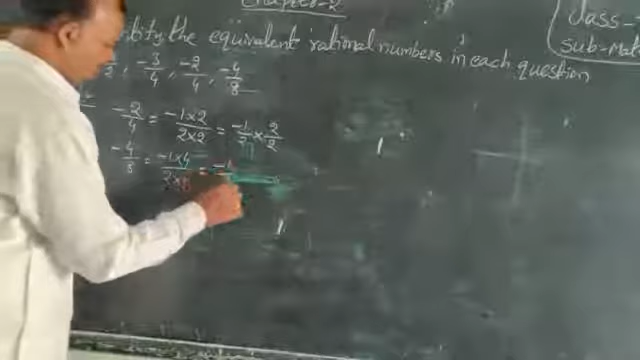 Chapter-2
Class-
Sub-Mat
the equivalent rational numbers in each question
, -3/4, -2/4, -4/8
-2/4 = -1×2/2×2 = -1/2 × 2/2
-4/8 = -1×4/2×4 = -1